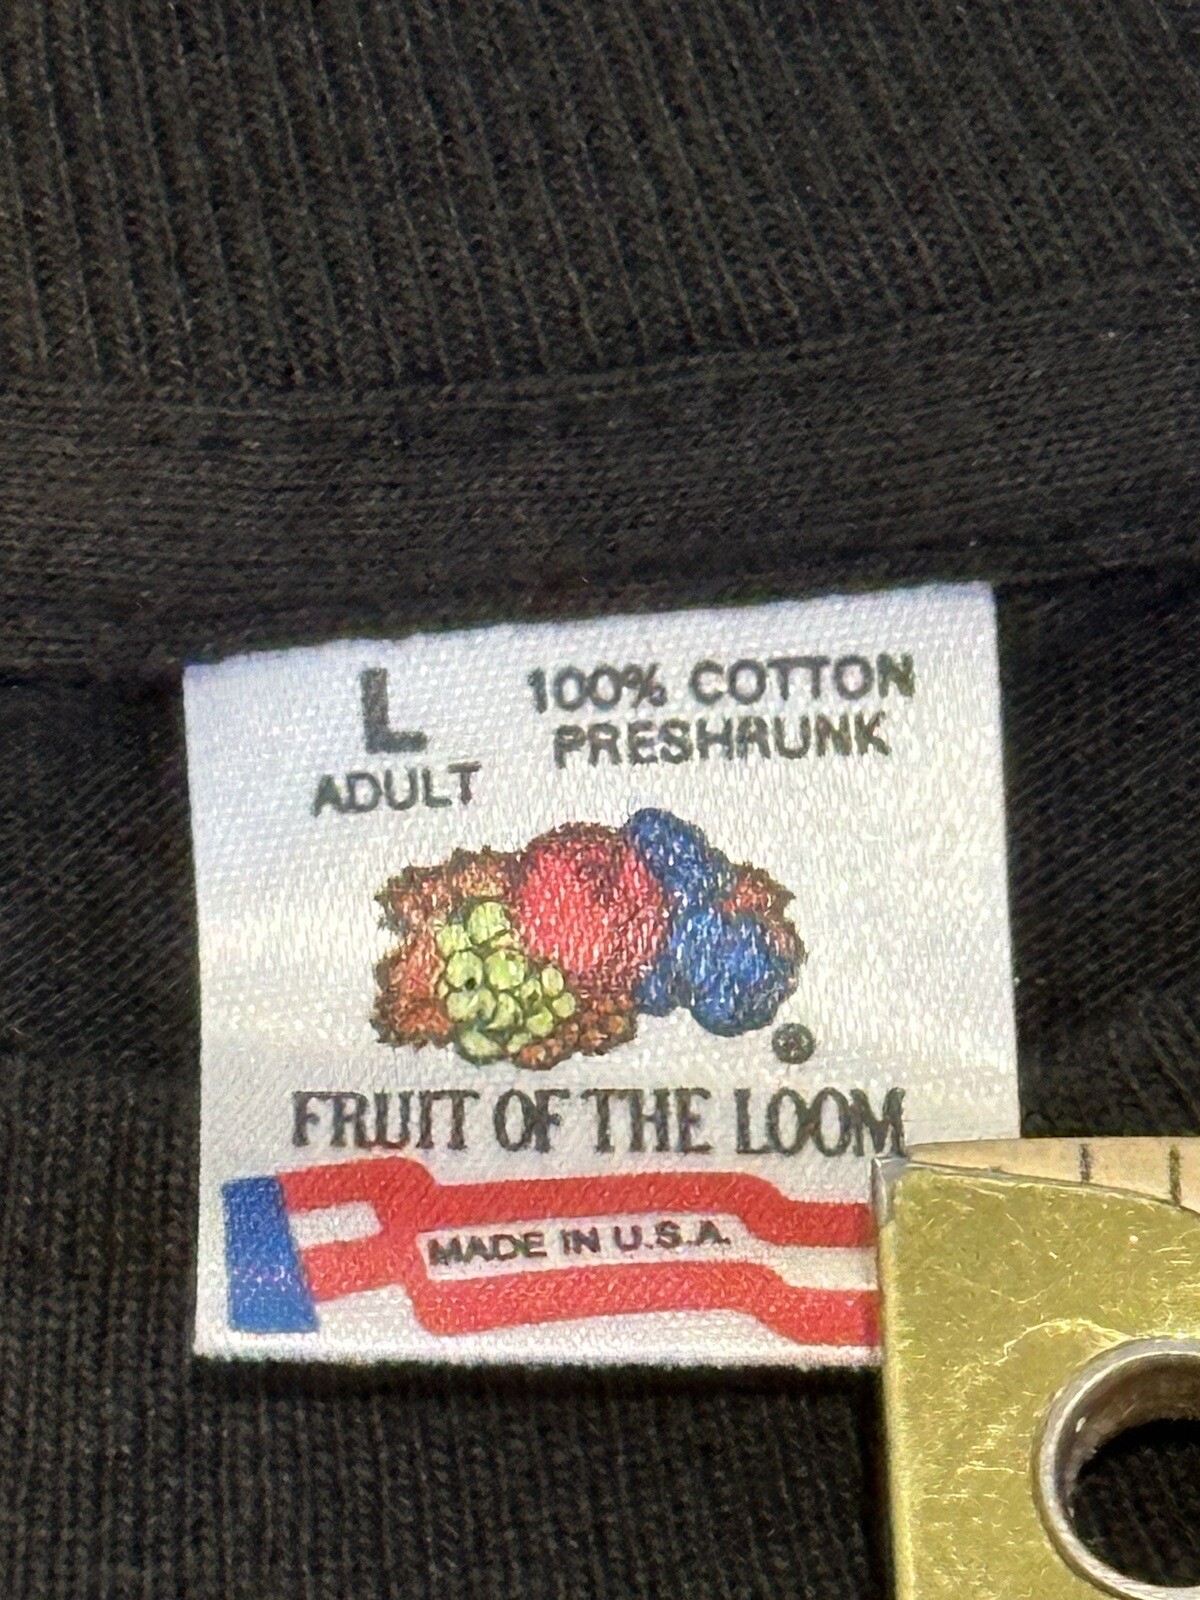 L
ADULT
100% COTTON
PRESHRUNK
®
FRUIT OF THE LOOM
MADE IN U.S.A.